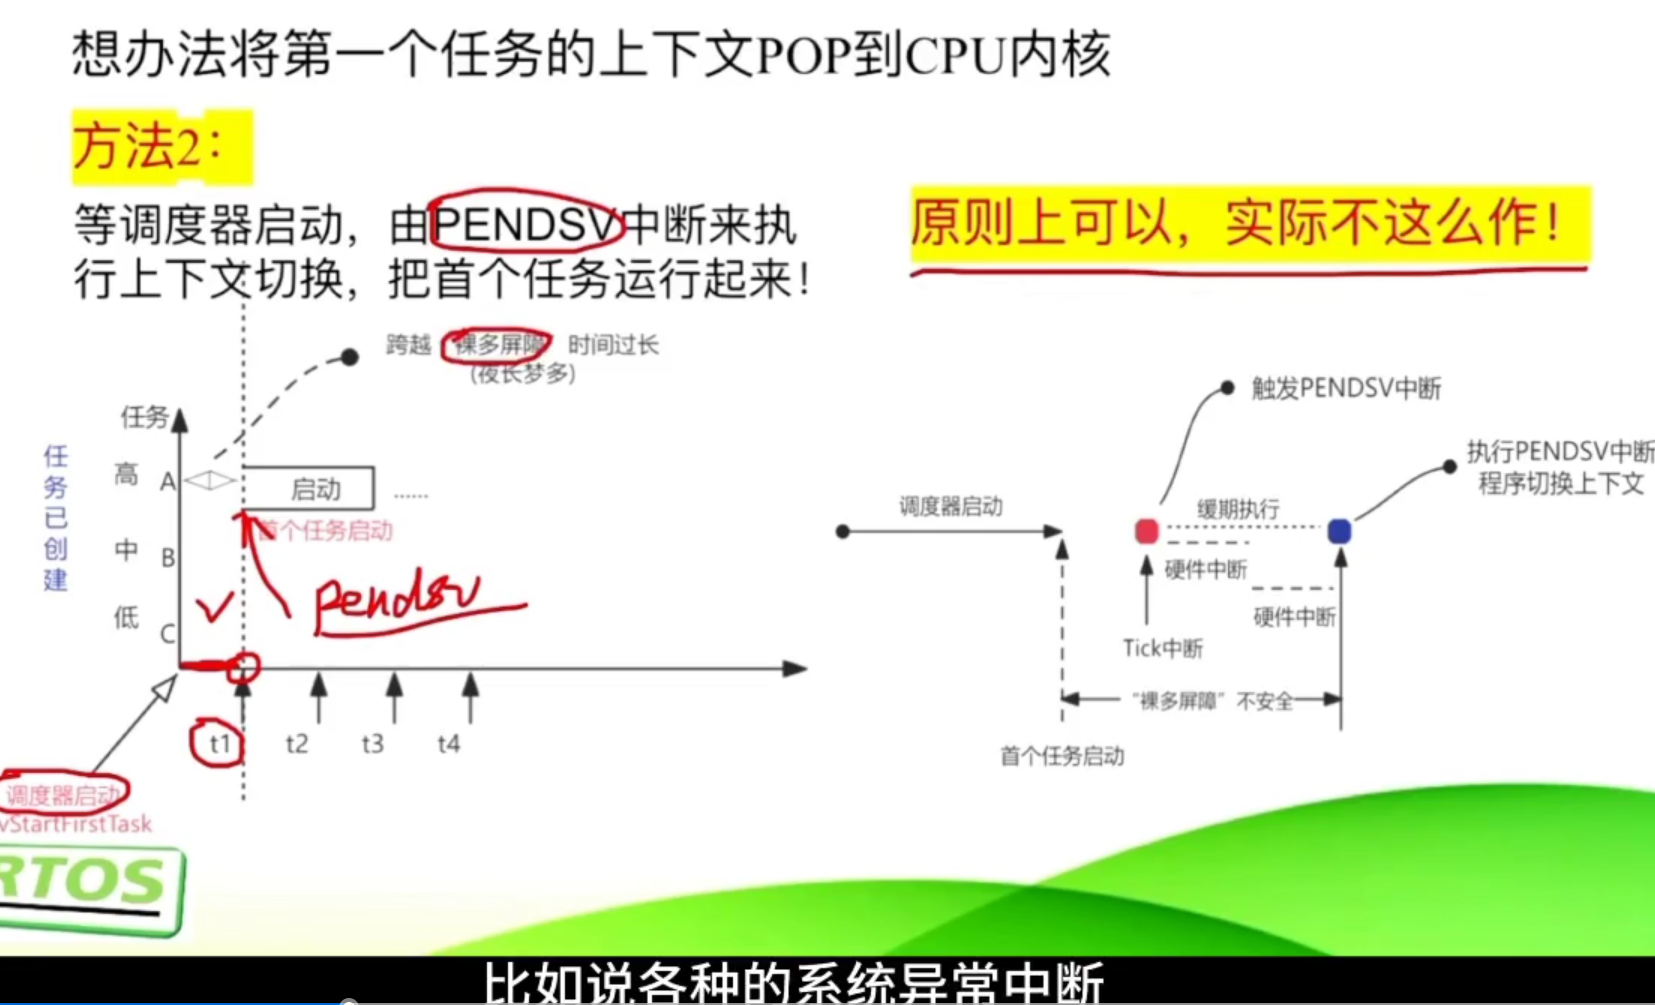 想办法将第一个任务的上下文POP到CPU内核
方法2：
等调度器启动，由PENDSV中断来执
行上下文切换，把首个任务运行起来！
原则上可以，实际不这么作！
跨越 裸多屏障 时间过长
(夜长梦多)
任务
任务已创建
高 A
中 B
低 C
启动 ......
首个任务启动
pendsv
t1 t2 t3 t4
调度器启动
vStartFirstTask
RTOS
触发PENDSV中断
执行PENDSV中断
程序切换上下文
调度器启动
缓期执行
硬件中断
硬件中断
Tick中断
“裸多屏障”不安全
首个任务启动
比如说各种的系统异常中断